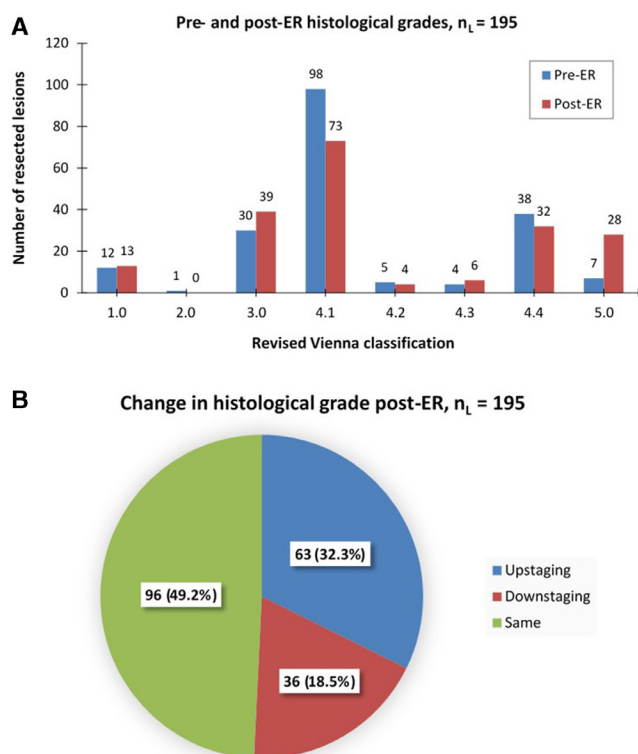 A
Pre- and post-ER histological grades, nL = 195
Number of resected lesions
120
100
80
60
40
20
0
98
73
38
32
30
39
28
12
13
1
0
5
4
4
6
7
Pre-ER
Post-ER
1.0 2.0 3.0 4.1 4.2 4.3 4.4 5.0
Revised Vienna classification
B
Change in histological grade post-ER, nL = 195
63 (32.3%)
96 (49.2%)
36 (18.5%)
Upstaging
Downstaging
Same